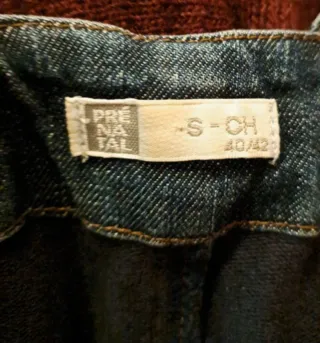 PRÉ
NA
TAL
-S-CH
40/42